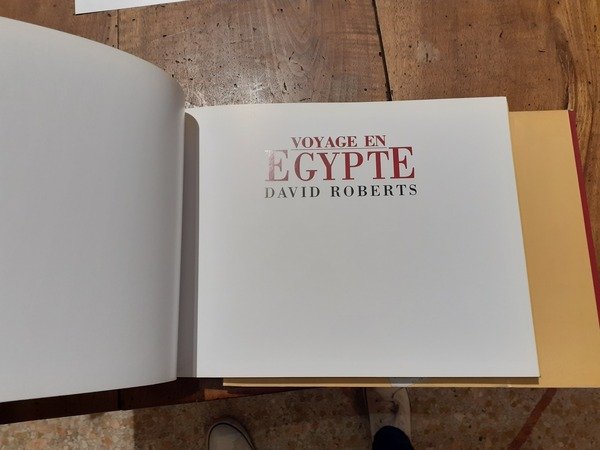 VOYAGE EN
EGYPTE
DAVID ROBERTS